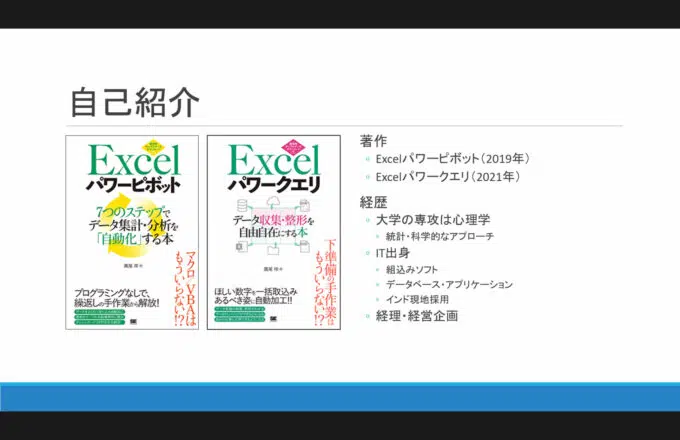 自己紹介
Excel
パワーピボット
7つのステップで
データ集計・分析を
「自動化」する本
マクロもVBAは
もういらない!?
プログラミングなしで、
繰返しの手作業から解放!
Excel
パワークエリ
データ収集・整形を
自由自在にする本
下準備の手作業は
もういらない!?
ほしい数字を一括取込み
あるべき姿に自動加工!!
著作
Excelパワーピボット(2019年)
Excelパワークエリ(2021年)
経歴
大学の専攻は心理学
統計・科学的なアプローチ
IT出身
組込みソフト
データベース・アプリケーション
インド現地採用
経理・経営企画